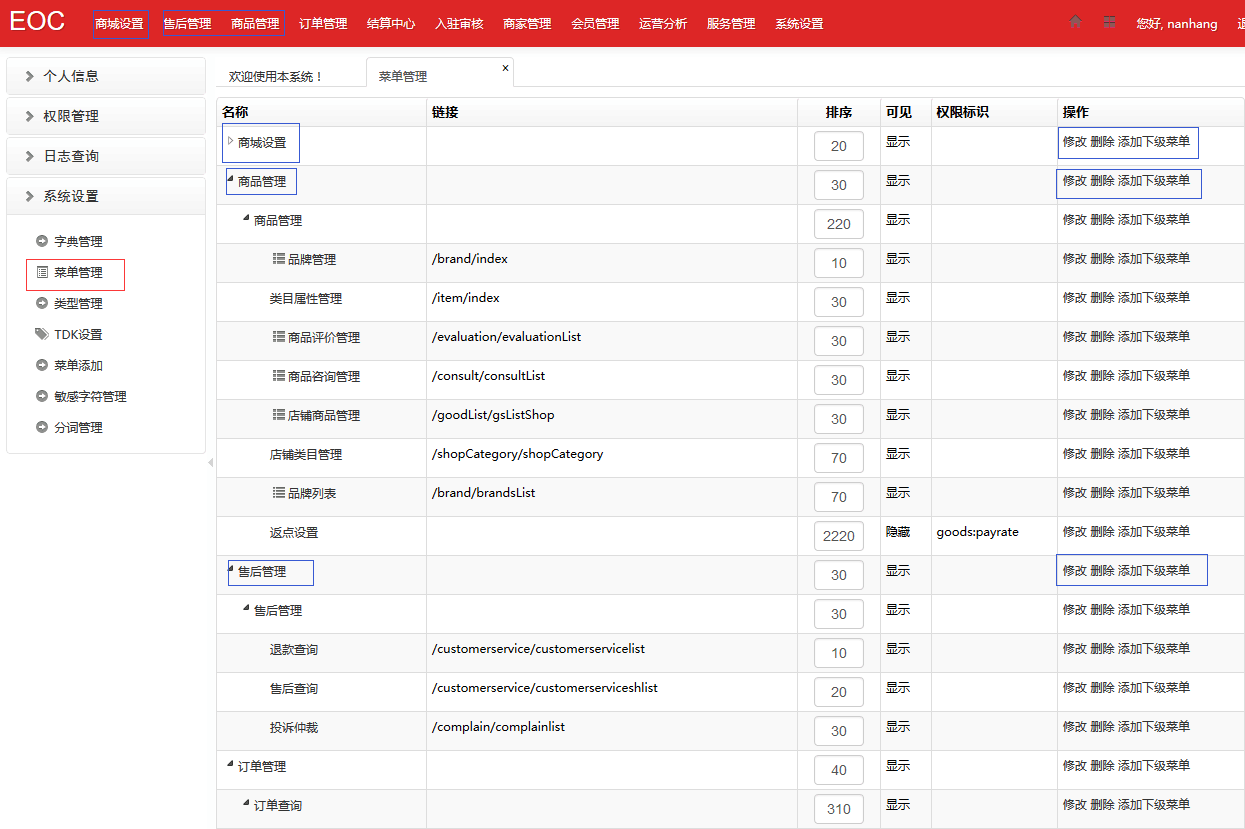 EOC 商城设置 售后管理 商品管理 订单管理 结算中心 入驻审核 商家管理 会员管理 运营分析 服务管理 系统设置 您好, nanhang
个人信息
权限管理
日志查询
系统设置
字典管理
菜单管理
类型管理
TDK设置
菜单添加
敏感字符管理
分词管理
欢迎使用本系统！ 菜单管理 ×
名称 链接 排序 可见 权限标识 操作
商城设置 20 显示 修改 删除 添加下级菜单
商品管理 30 显示 修改 删除 添加下级菜单
商品管理 220 显示 修改 删除 添加下级菜单
品牌管理 /brand/index 10 显示 修改 删除 添加下级菜单
类目属性管理 /item/index 30 显示 修改 删除 添加下级菜单
商品评价管理 /evaluation/evaluationList 30 显示 修改 删除 添加下级菜单
商品咨询管理 /consult/consultList 30 显示 修改 删除 添加下级菜单
店铺商品管理 /goodList/gsListShop 30 显示 修改 删除 添加下级菜单
店铺类目管理 /shopCategory/shopCategory 70 显示 修改 删除 添加下级菜单
品牌列表 /brand/brandsList 70 显示 修改 删除 添加下级菜单
返点设置 2220 隐藏 goods:payrate 修改 删除 添加下级菜单
售后管理 30 显示 修改 删除 添加下级菜单
售后管理 30 显示 修改 删除 添加下级菜单
退款查询 /customerservice/customerservicelist 10 显示 修改 删除 添加下级菜单
售后查询 /customerservice/customerserviceshlist 20 显示 修改 删除 添加下级菜单
投诉仲裁 /complain/complainlist 30 显示 修改 删除 添加下级菜单
订单管理 40 显示 修改 删除 添加下级菜单
订单查询 310 显示 修改 删除 添加下级菜单